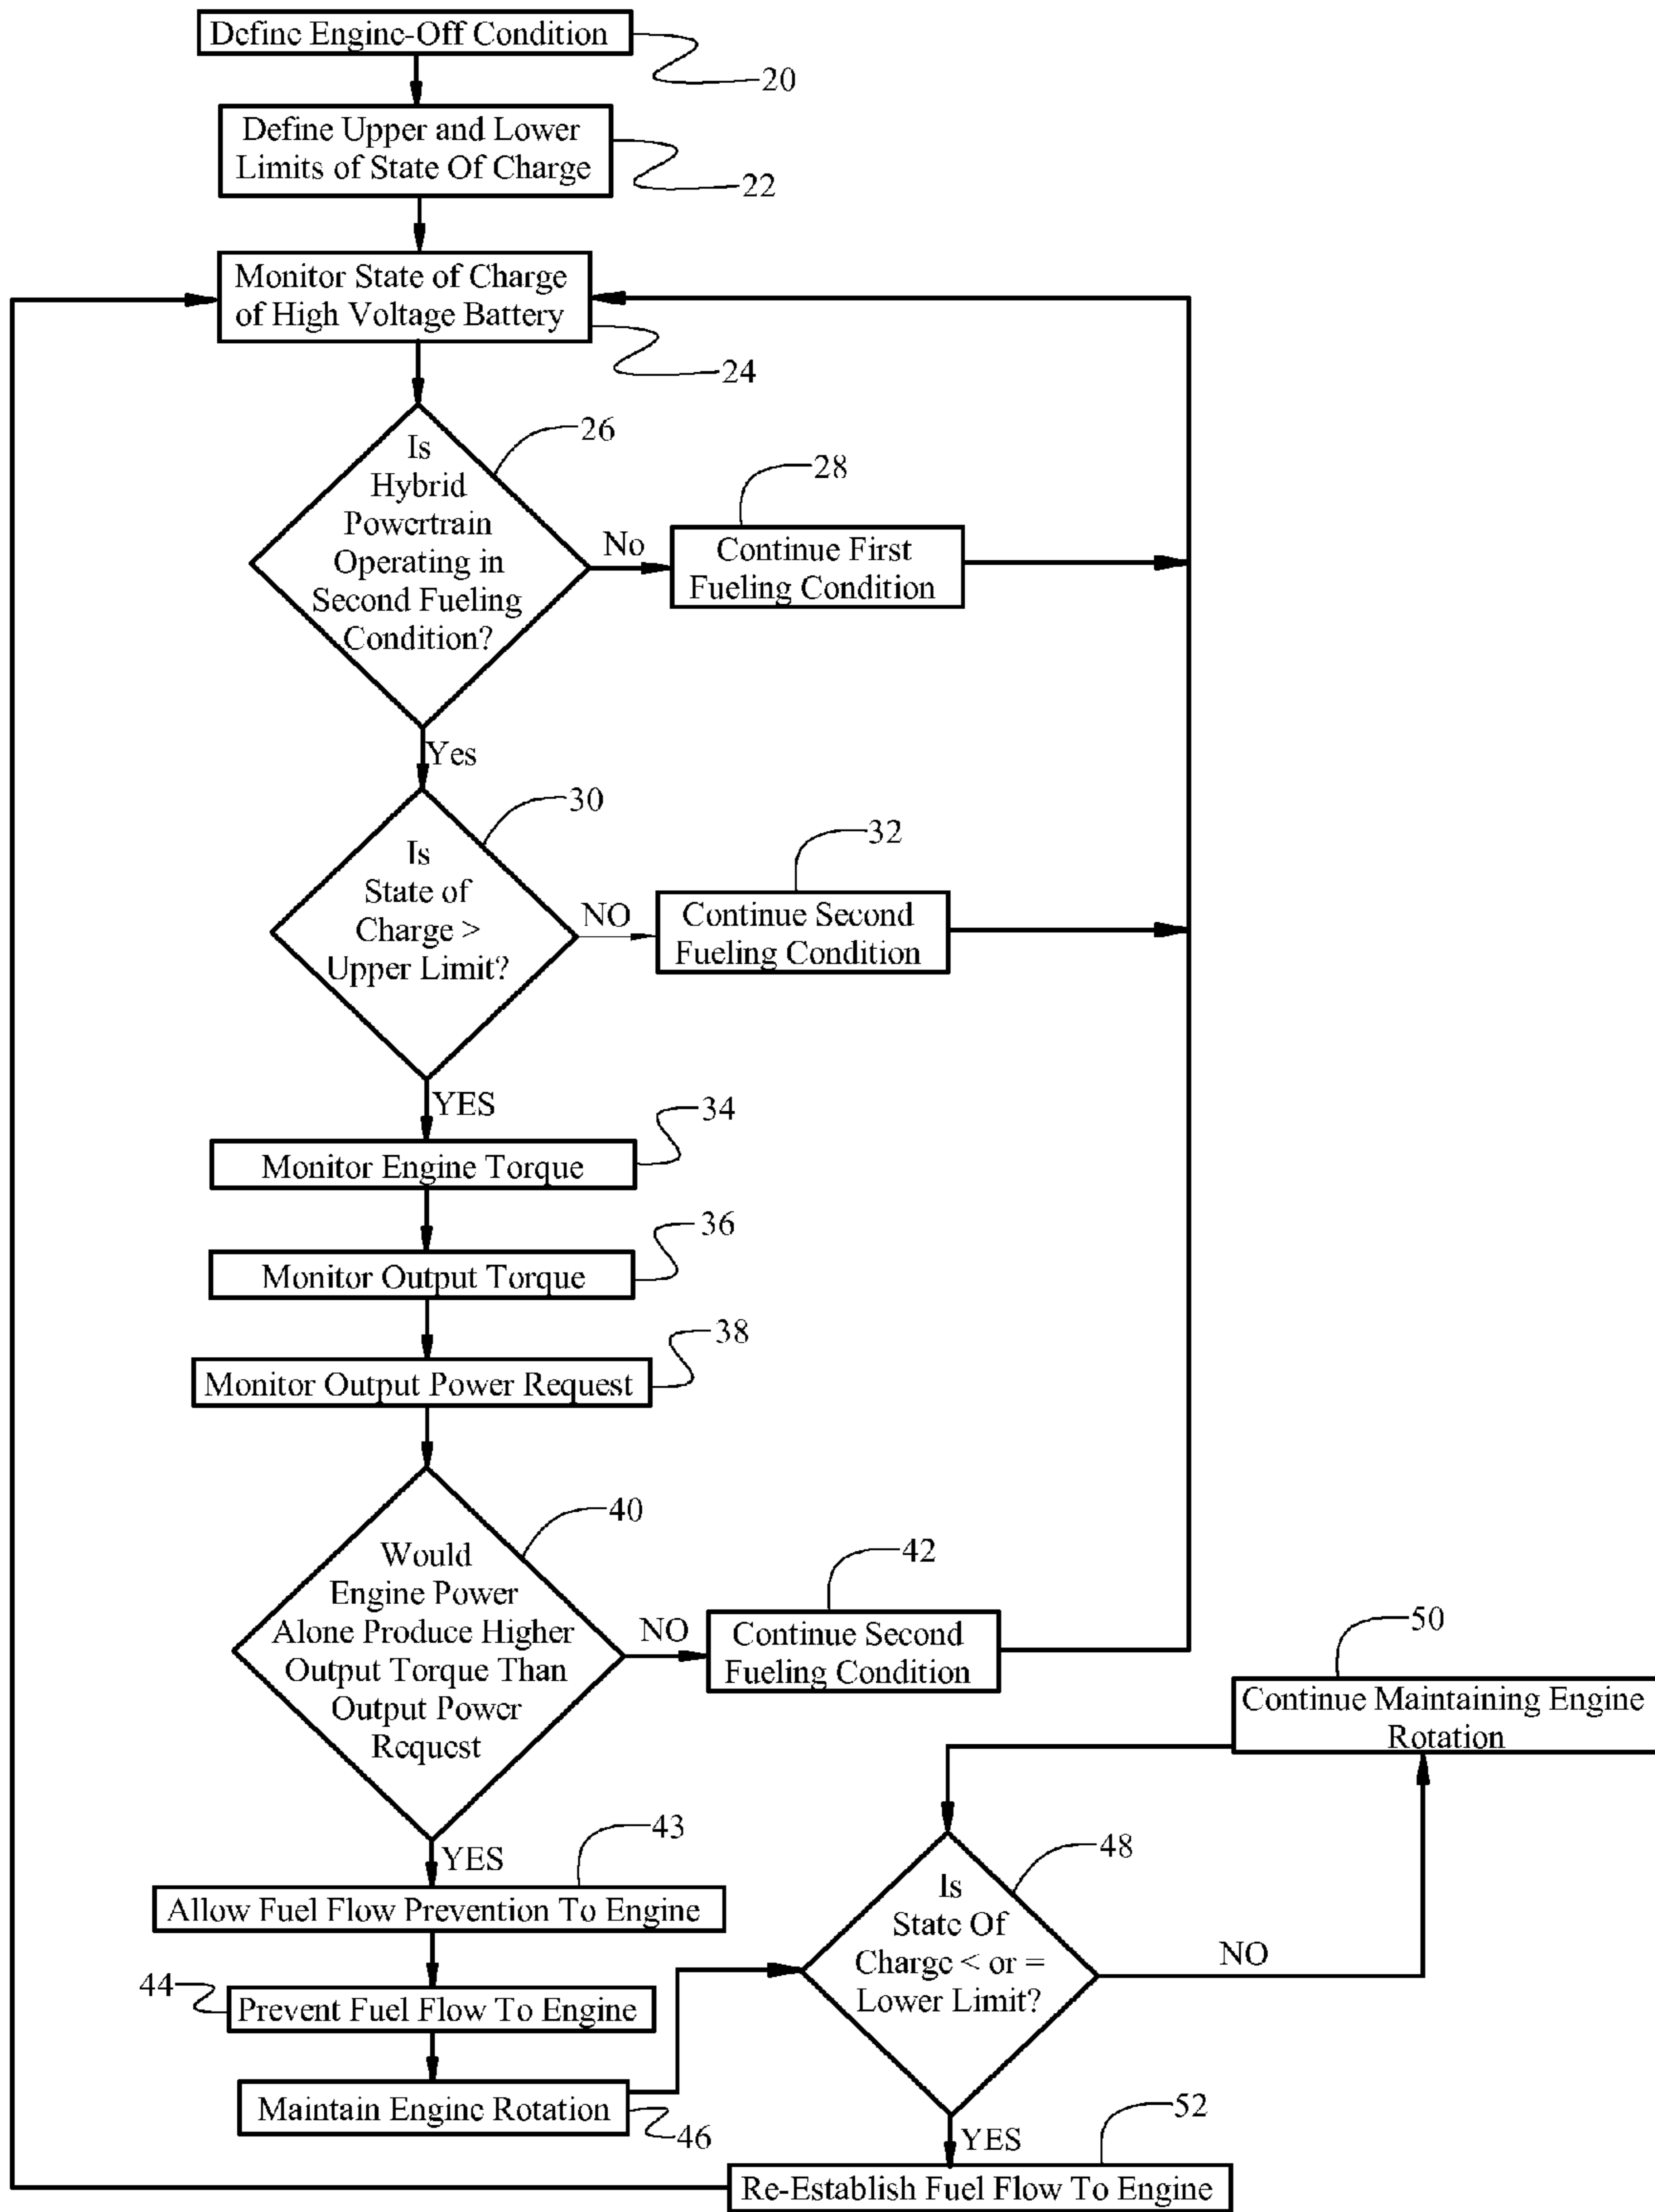 Define Engine-Off Condition
20
Define Upper and Lower
Limits of State Of Charge
22
Monitor State of Charge
of High Voltage Battery
24
Is
Hybrid
Powertrain
Operating in
Second Fueling
Condition?
26
No
28
Continue First
Fueling Condition
Yes
30
Is
State of
Charge >
Upper Limit?
NO
32
Continue Second
Fueling Condition
YES
34
Monitor Engine Torque
36
Monitor Output Torque
38
Monitor Output Power Request
40
Would
Engine Power
Alone Produce Higher
Output Torque Than
Output Power
Request
NO
42
Continue Second
Fueling Condition
50
Continue Maintaining Engine
Rotation
YES
43
Allow Fuel Flow Prevention To Engine
44
Prevent Fuel Flow To Engine
Maintain Engine Rotation
46
48
Is
State Of
Charge < or =
Lower Limit?
NO
YES
52
Re-Establish Fuel Flow To Engine